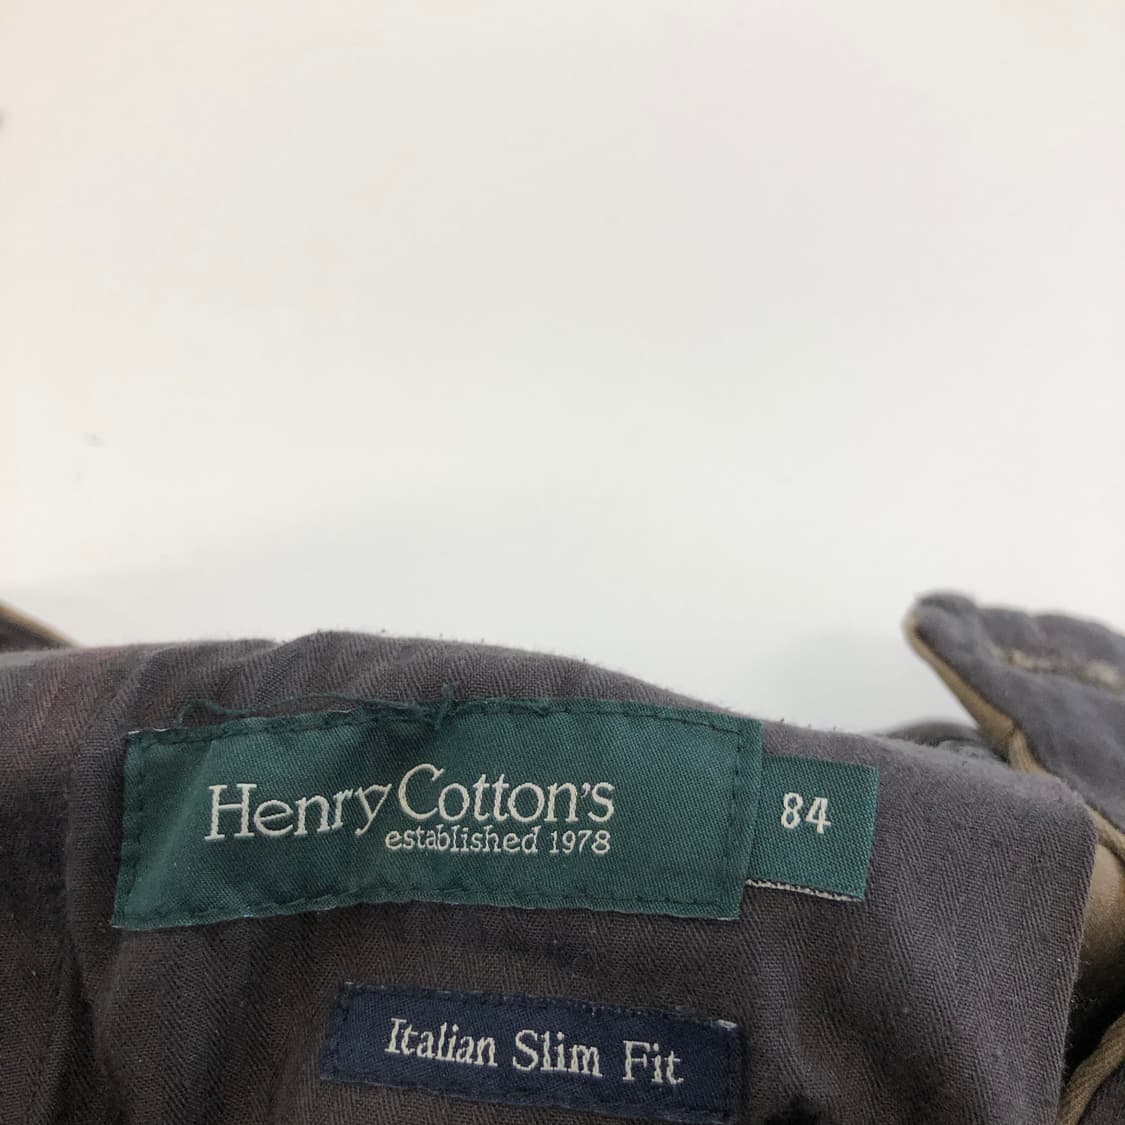 Henry Cotton's
established 1978
84
Italian Slim Fit